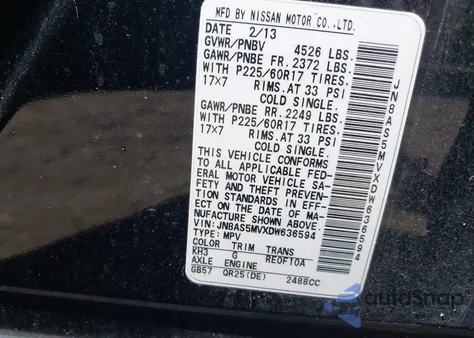 MFD BY NISSAN MOTOR CO.,LTD.
DATE 2/13
GVWR/PNBV 4526 LBS.
GAWR/PNBE FR. 2372 LBS.
WITH P225/60R17 TIRES,
17X7 RIMS.AT 33 PSI
COLD SINGLE.
GAWR/PNBE RR. 2249 LBS.
WITH P225/60R17 TIRES,
17X7 RIMS.AT 33 PSI
COLD SINGLE.
THIS VEHICLE CONFORMS TO
ALL APPLICABLE FED-
ERAL MOTOR VEHICLE SA-
FETY AND THEFT PREVEN-
TION STANDARDS IN EFF-
ECT ON THE DATE OF MA-
NUFACTURE SHOWN ABOVE.
VIN:JN8AS5MVXDW636594
TYPE:MPV
COLOR TRIM TRANS
KH3 G RE0F10A
AXLE ENGINE
GB57 QR25(DE) 2488CC
JN8AS5MVXDW636594
AutoSnap